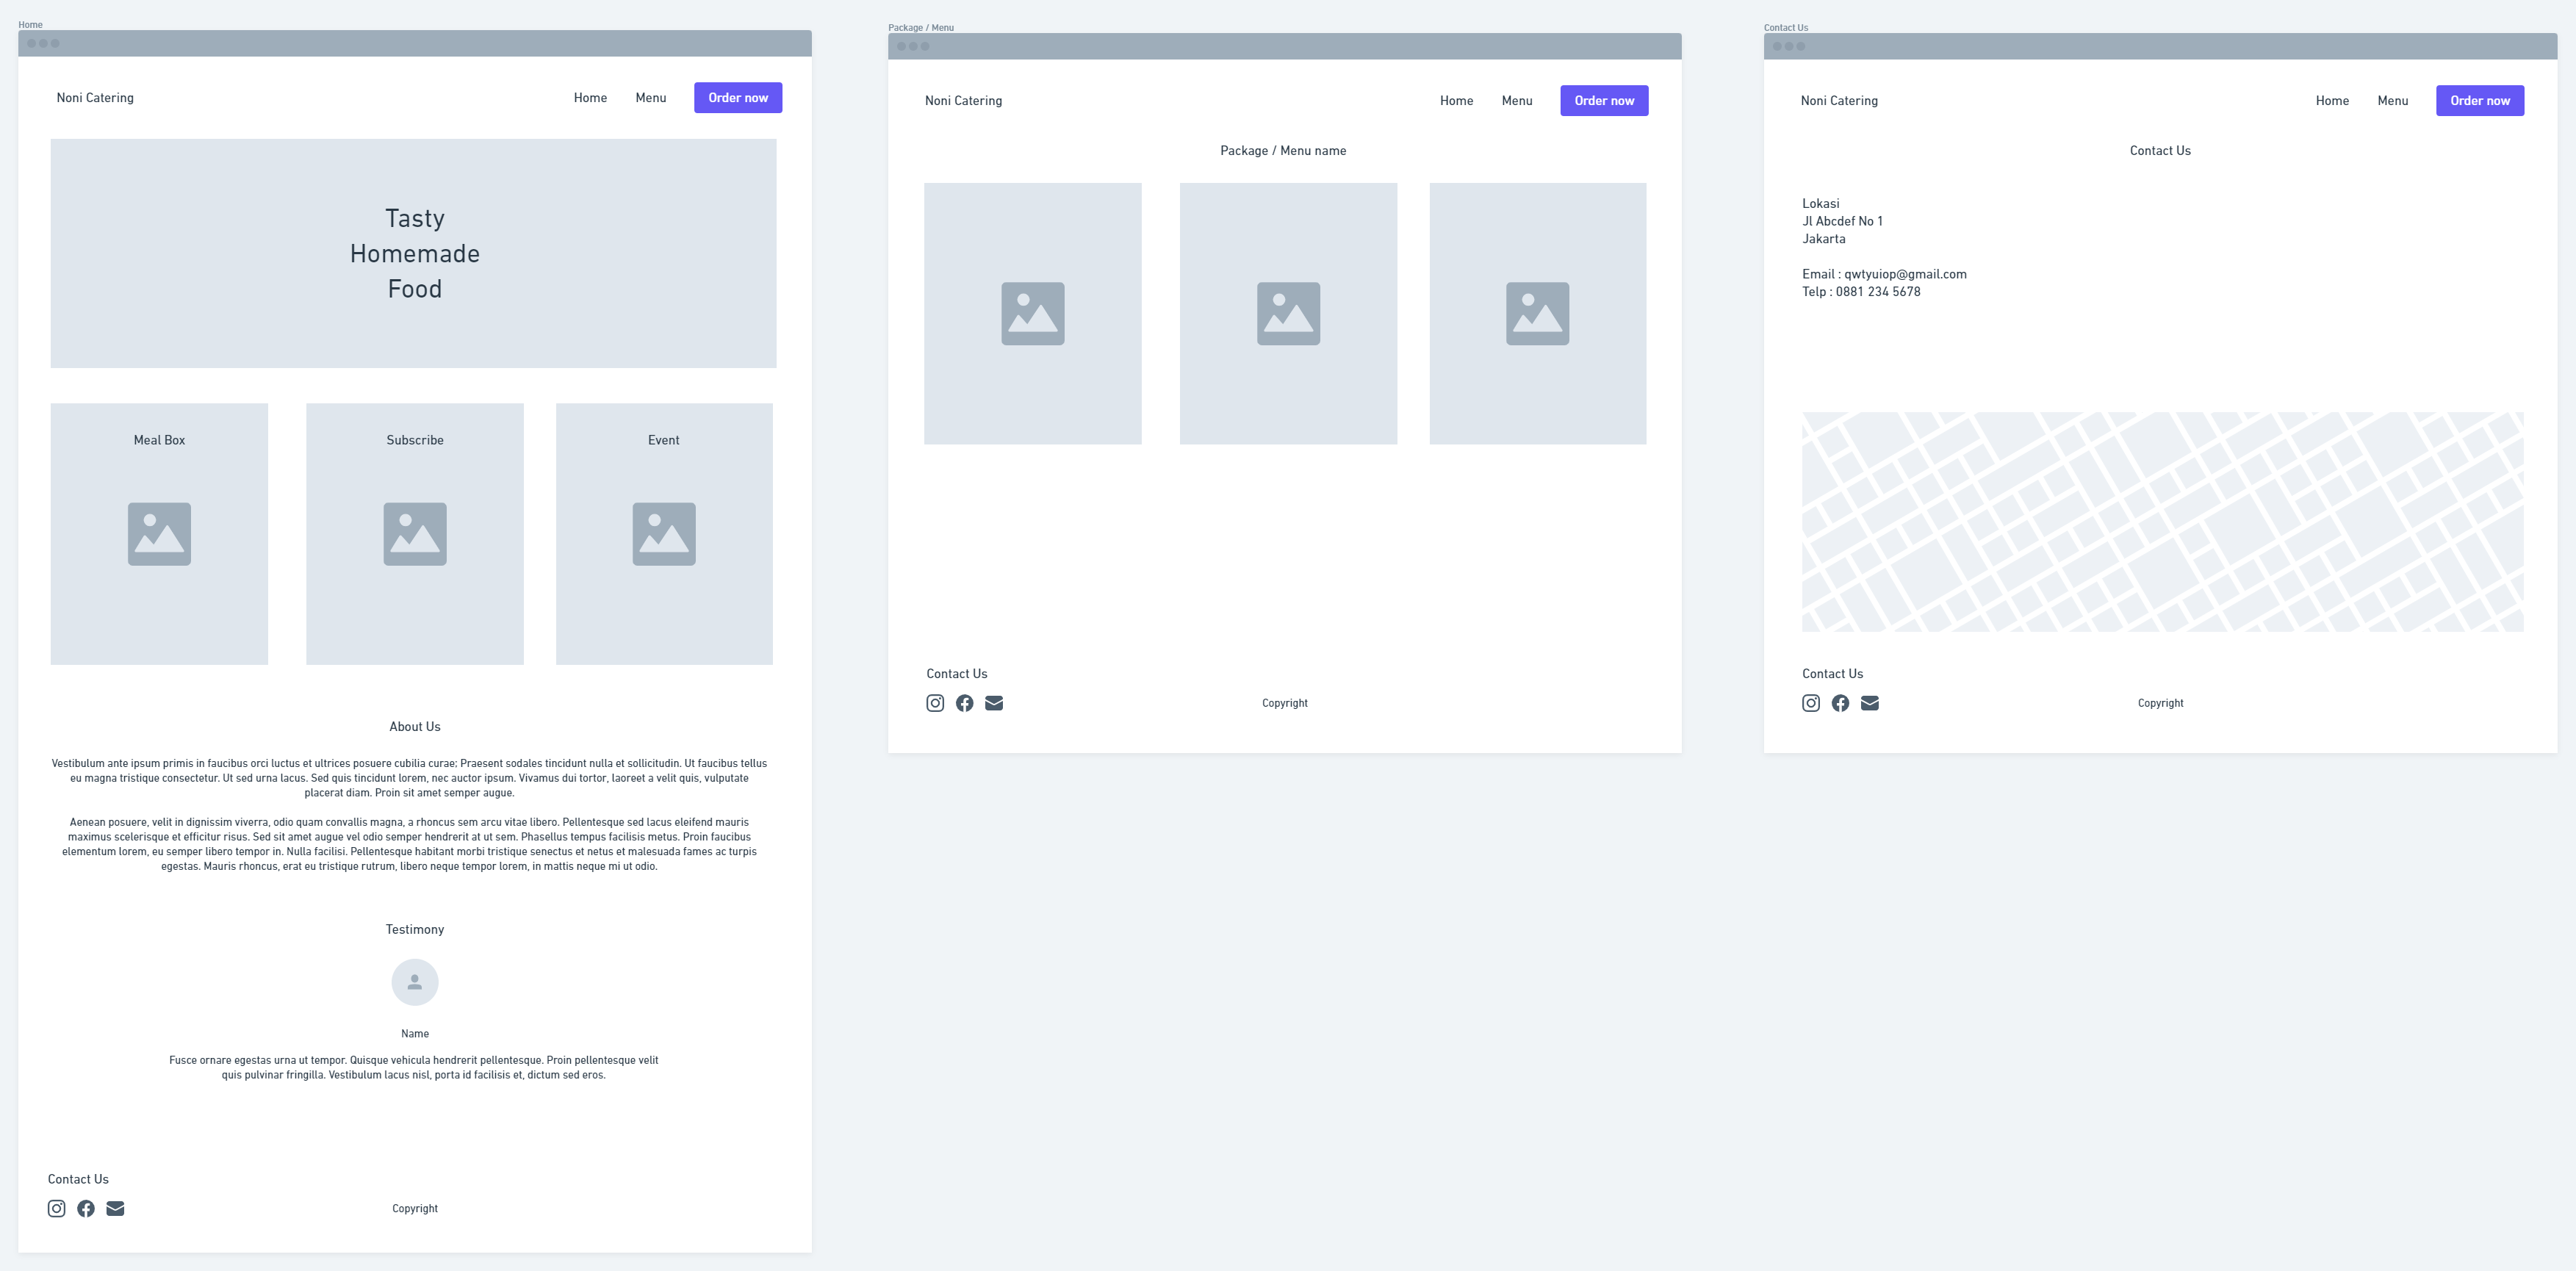 Home
Noni Catering
Home
Menu
Order now
Tasty
Homemade
Food
Meal Box
Subscribe
Event
About Us
Vestibulum ante ipsum primis in faucibus orci luctus et ultrices posuere cubilia curae; Praesent sodales tincidunt nulla et sollicitudin. Ut faucibus tellus
eu magna tristique consectetur. Ut sed urna lacus. Sed quis tincidunt lorem, nec auctor ipsum. Vivamus dui tortor, laoreet a velit quis, vulputate
placerat diam. Proin sit amet semper augue.
Aenean posuere, velit in dignissim viverra, odio quam convallis magna, a rhoncus sem arcu vitae libero. Pellentesque sed lacus eleifend mauris
maximus scelerisque et efficitur risus. Sed sit amet augue vel odio semper hendrerit at ut sem. Phasellus tempus facilisis metus. Proin faucibus
elementum lorem, eu semper libero tempor in. Nulla facilisi. Pellentesque habitant morbi tristique senectus et netus et malesuada fames ac turpis
egestas. Mauris rhoncus, erat eu tristique rutrum, libero neque tempor lorem, in mattis neque mi ut odio.
Testimony
Name
Fusce ornare egestas urna ut tempor. Quisque vehicula hendrerit pellentesque. Proin pellentesque velit
quis pulvinar fringilla. Vestibulum lacus nisl, porta id facilisis et, dictum sed eros.
Contact Us
Copyright
Package / Menu
Noni Catering
Home
Menu
Order now
Package / Menu name
Contact Us
Copyright
Contact Us
Noni Catering
Home
Menu
Order now
Contact Us
Lokasi
Jl Abcdef No 1
Jakarta
Email : qwtyuiop@gmail.com
Telp : 0881 234 5678
Contact Us
Copyright